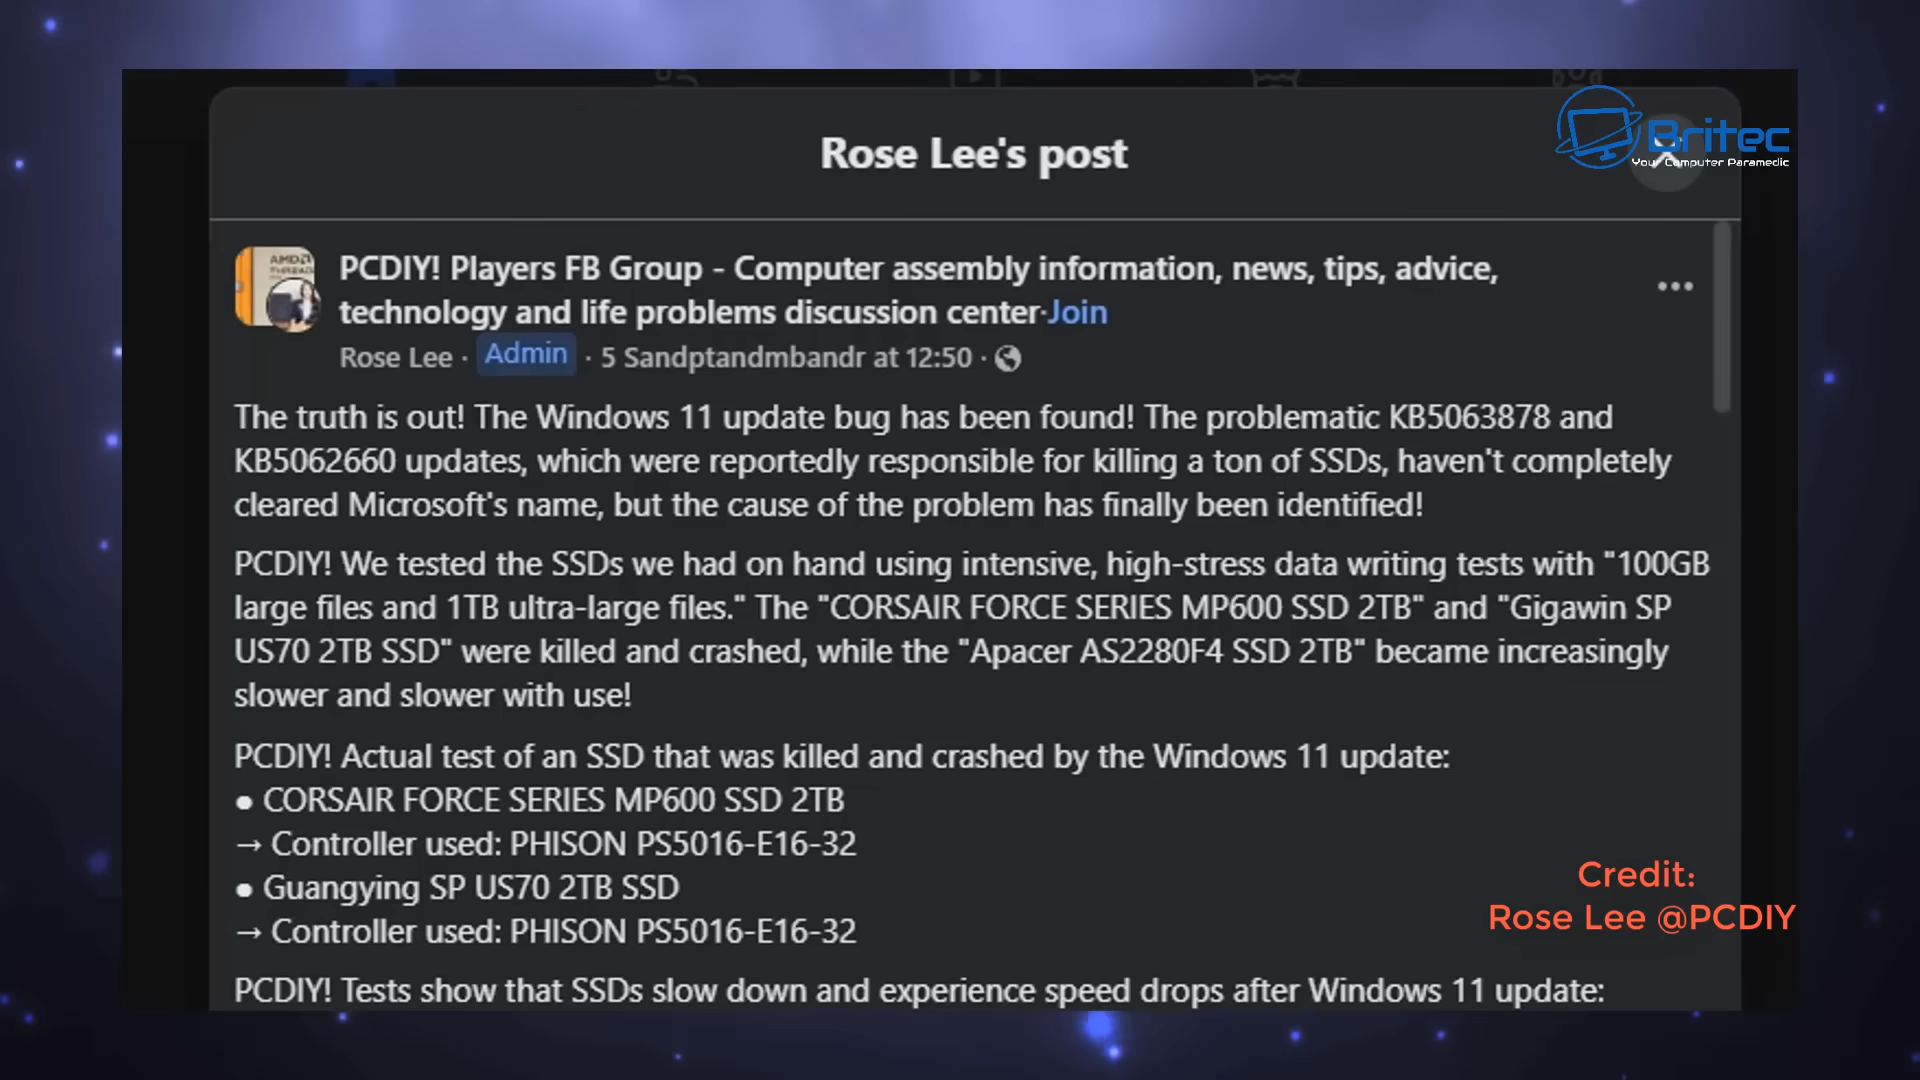 Rose Lee's post
Britec
Your Computer Paramedic
AMD
PCDIY! Players FB Group - Computer assembly information, news, tips, advice,
technology and life problems discussion center·Join
Rose Lee · Admin · 5 Sandptandmbandr at 12:50 ·
The truth is out! The Windows 11 update bug has been found! The problematic KB5063878 and
KB5062660 updates, which were reportedly responsible for killing a ton of SSDs, haven't completely
cleared Microsoft's name, but the cause of the problem has finally been identified!
PCDIY! We tested the SSDs we had on hand using intensive, high-stress data writing tests with "100GB
large files and 1TB ultra-large files." The "CORSAIR FORCE SERIES MP600 SSD 2TB" and "Gigawin SP
US70 2TB SSD" were killed and crashed, while the "Apacer AS2280F4 SSD 2TB" became increasingly
slower and slower with use!
PCDIY! Actual test of an SSD that was killed and crashed by the Windows 11 update:
● CORSAIR FORCE SERIES MP600 SSD 2TB
→ Controller used: PHISON PS5016-E16-32
● Guangying SP US70 2TB SSD
→ Controller used: PHISON PS5016-E16-32
Credit:
Rose Lee @PCDIY
PCDIY! Tests show that SSDs slow down and experience speed drops after Windows 11 update: